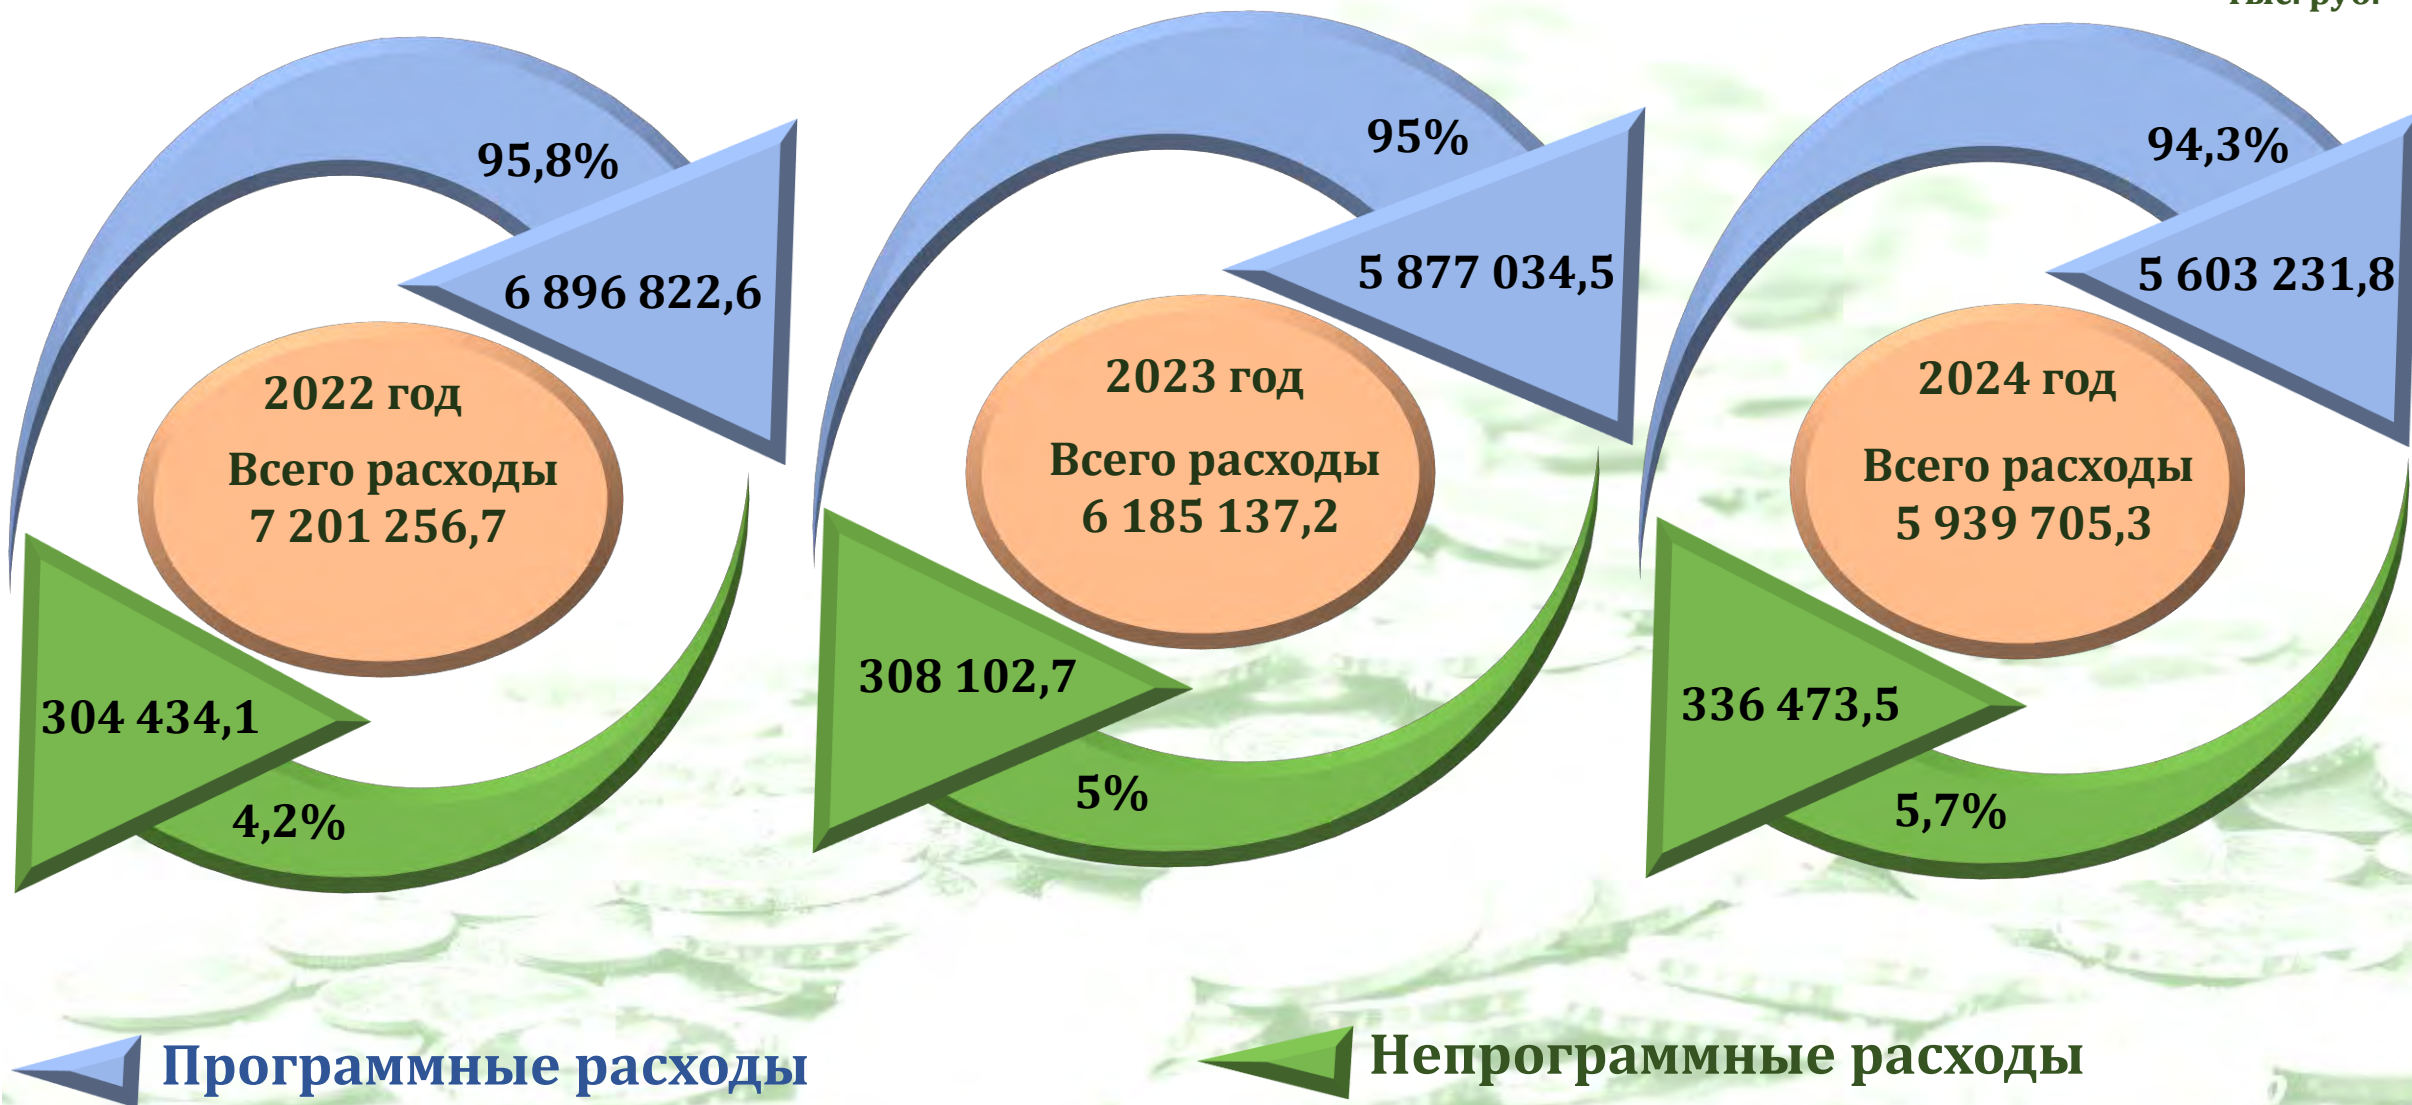 тыс. руб.
95,8%
6 896 822,6
2022 год
Всего расходы
7 201 256,7
304 434,1
4,2%
95%
5 877 034,5
2023 год
Всего расходы
6 185 137,2
308 102,7
5%
94,3%
5 603 231,8
2024 год
Всего расходы
5 939 705,3
336 473,5
5,7%
Программные расходы
Непрограммные расходы